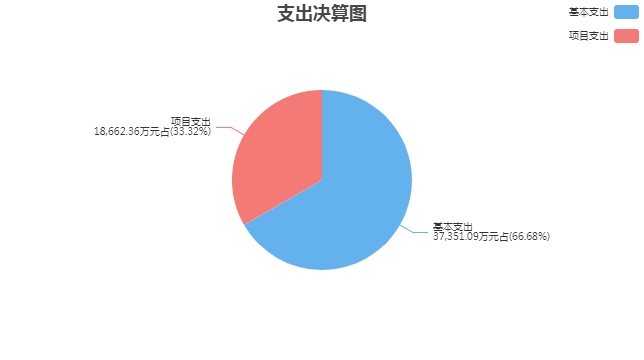 支出决算图
基本支出
项目支出
项目支出
18,662.36万元占(33.32%)
基本支出
37,351.09万元占(66.68%)